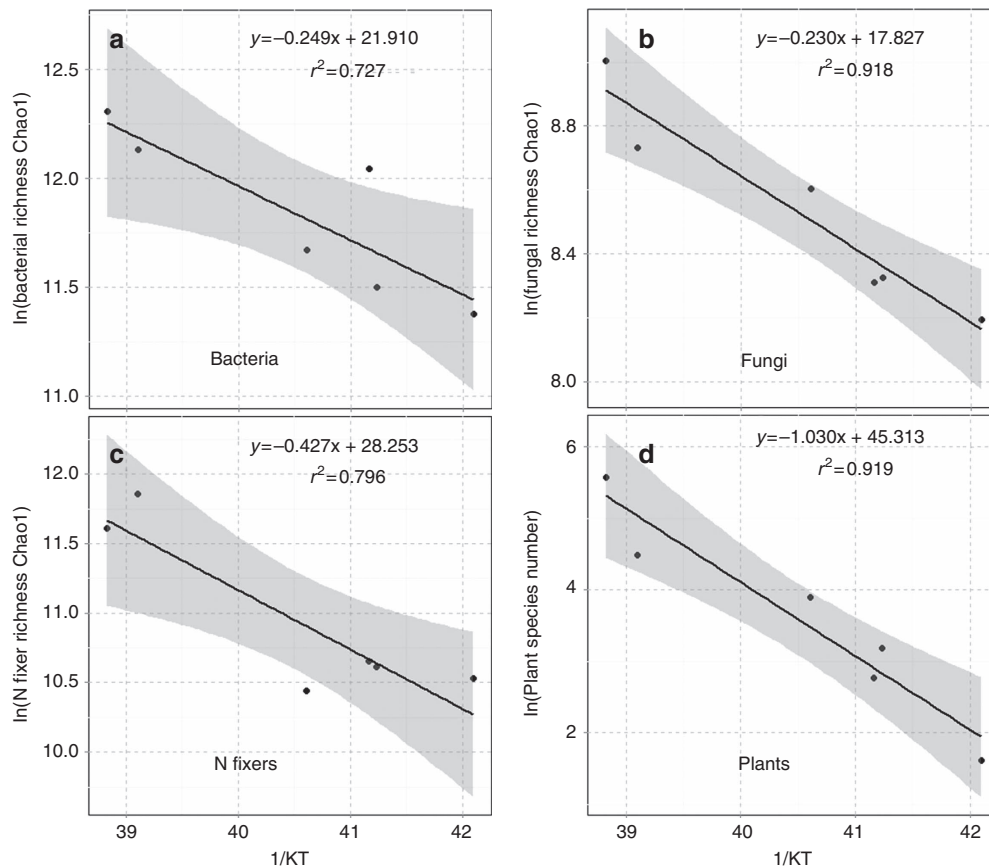 a
y=−0.249x + 21.910
r²=0.727
12.5
12.0
11.5
11.0
ln(bacterial richness Chao1)
Bacteria
b
y=−0.230x + 17.827
r²=0.918
8.8
8.4
8.0
ln(fungal richness Chao1)
Fungi
c
y=−0.427x + 28.253
r²=0.796
12.0
11.5
11.0
10.5
10.0
ln(N fixer richness Chao1)
N fixers
39 40 41 42
1/KT
d
y=−1.030x + 45.313
r²=0.919
6
4
2
ln(Plant species number)
Plants
39 40 41 42
1/KT